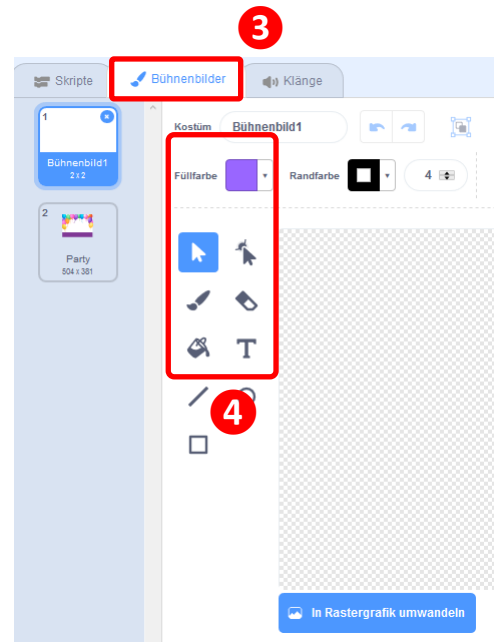 3
Skripte
Bühnenbilder
Klänge
1
Bühnenbild1
2 x 2
Kostüm
Bühnenbild1
Füllfarbe
Randfarbe
4
2
Party
504 x 381
T
4
In Rastergrafik umwandeln